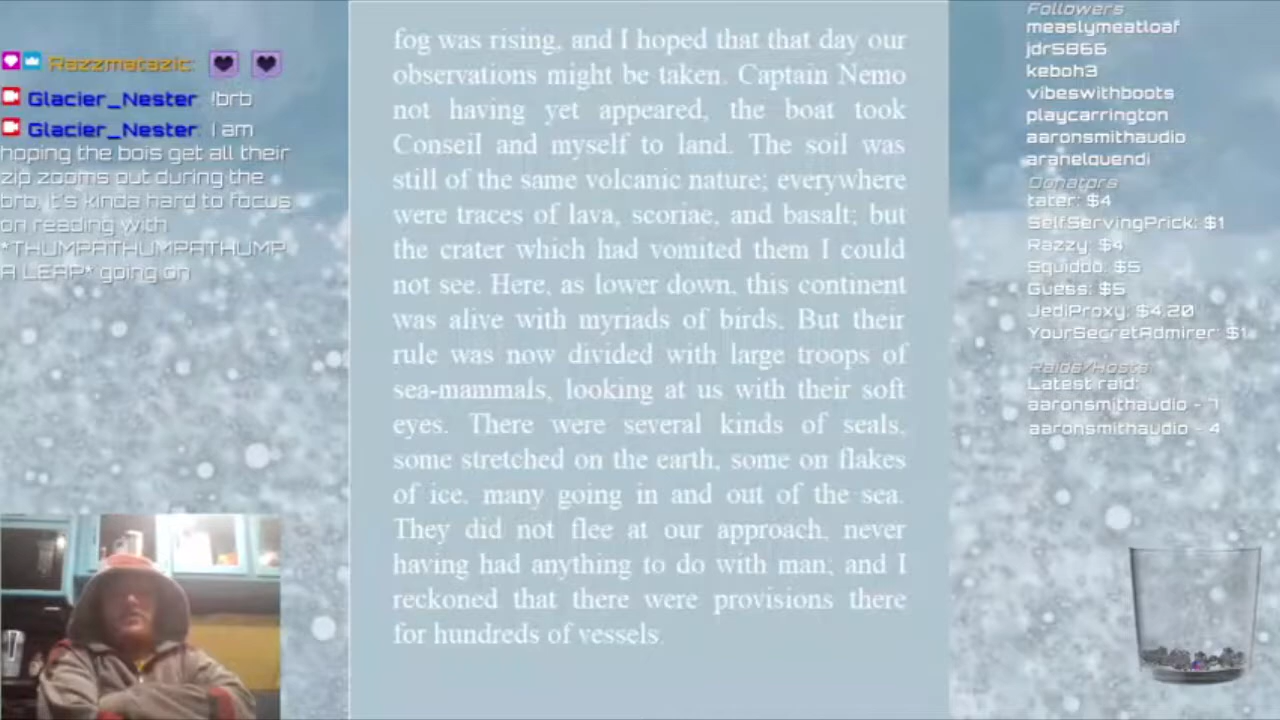 Razzmatazic:
Glacier_Nester: !brb
Glacier_Nester: I am
hoping the bois get all their
zip zooms out during the
brb, it's kinda hard to focus
on reading with
*THUMPATHUMPATHUMP
A LEAP* going on
fog was rising, and I hoped that that day our
observations might be taken. Captain Nemo
not having yet appeared, the boat took
Conseil and myself to land. The soil was
still of the same volcanic nature; everywhere
were traces of lava, scoriae, and basalt; but
the crater which had vomited them I could
not see. Here, as lower down, this continent
was alive with myriads of birds. But their
rule was now divided with large troops of
sea-mammals, looking at us with their soft
eyes. There were several kinds of seals,
some stretched on the earth, some on flakes
of ice, many going in and out of the sea.
They did not flee at our approach, never
having had anything to do with man; and I
reckoned that there were provisions there
for hundreds of vessels.
Followers
measlymeatloaf
jdr5866
keboh3
vibeswithboots
playcarrington
aaronsmithaudio
aranelquendi
Donators
tater: $4
SelfServingPrick: $1
Razzy: $4
Squidoo: $5
Guess: $5
JediProxy: $4.20
YourSecretAdmirer: $1
Raids/Hosts
Latest raid:
aaronsmithaudio - 7
aaronsmithaudio - 4